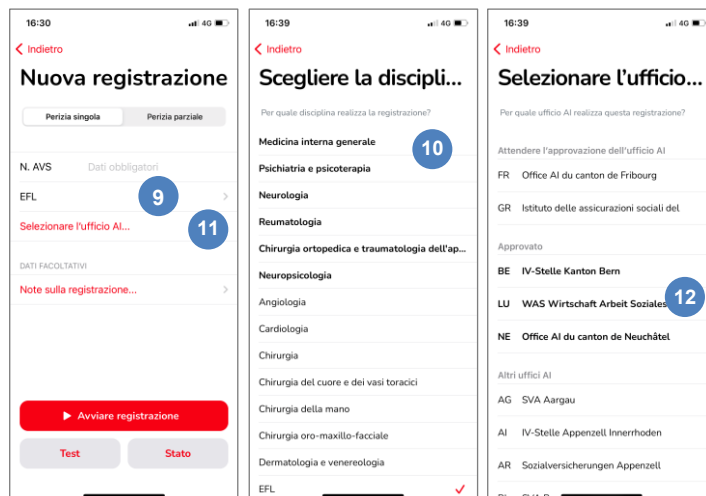 16:30
4G
Indietro
Nuova registrazione
Perizia singola
Perizia parziale
N. AVS
Dati obbligatori
EFL
9
Selezionare l'ufficio AI...
11
DATI FACOLTATIVI
Note sulla registrazione...
Avviare registrazione
Test
Stato
16:39
4G
Indietro
Scegliere la discipli...
Per quale disciplina realizza la registrazione?
Medicina interna generale
10
Psichiatria e psicoterapia
Neurologia
Reumatologia
Chirurgia ortopedica e traumatologia dell'ap...
Neuropsicologia
Angiologia
Cardiologia
Chirurgia
Chirurgia del cuore e dei vasi toracici
Chirurgia della mano
Chirurgia oro-maxillo-facciale
Dermatologia e venereologia
EFL
16:39
4G
Indietro
Selezionare l'ufficio...
Per quale ufficio AI realizza questa registrazione?
Attendere l'approvazione dell'ufficio AI
FR Office AI du canton de Fribourg
GR Istituto delle assicurazioni sociali del
Approvato
BE IV-Stelle Kanton Bern
LU WAS Wirtschaft Arbeit Soziales
12
NE Office AI du canton de Neuchâtel
Altri uffici AI
AG SVA Aargau
AI IV-Stelle Appenzell Innerrhoden
AR Sozialversicherungen Appenzell